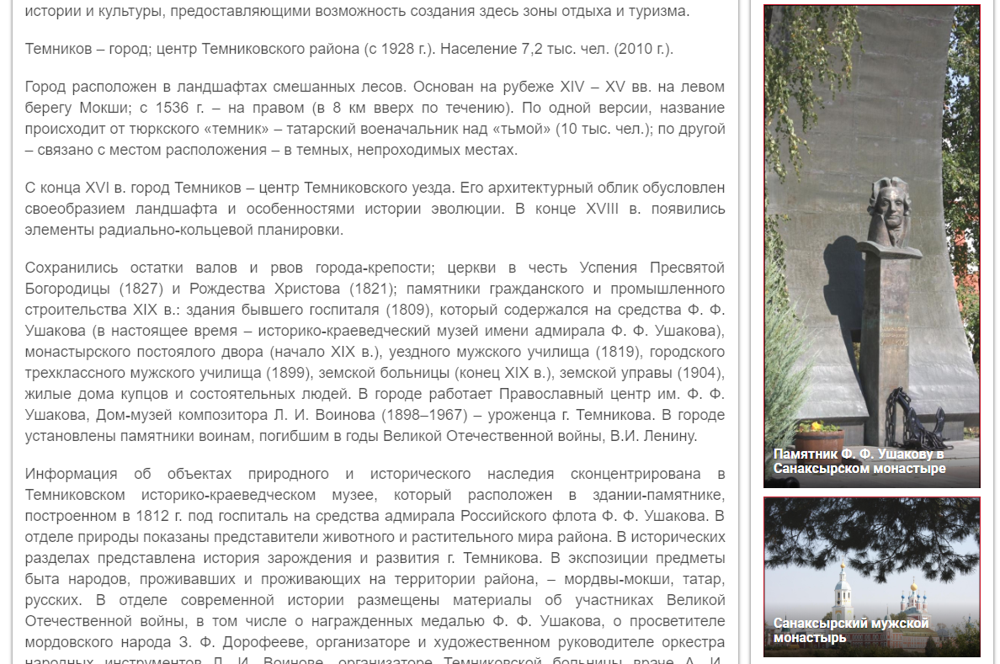 истории и культуры, предоставляющими возможность создания здесь зоны отдыха и туризма.
Темников – город; центр Темниковского района (с 1928 г.). Население 7,2 тыс. чел. (2010 г.).
Город расположен в ландшафтах смешанных лесов. Основан на рубеже XIV – XV вв. на левом
берегу Мокши; с 1536 г. – на правом (в 8 км вверх по течению). По одной версии, название
происходит от тюркского «темник» – татарский военачальник над «тьмой» (10 тыс. чел.); по другой
– связано с местом расположения – в темных, непроходимых местах.
С конца XVI в. город Темников – центр Темниковского уезда. Его архитектурный облик обусловлен
своеобразием ландшафта и особенностями истории эволюции. В конце XVIII в. появились
элементы радиально-кольцевой планировки.
Сохранились остатки валов и рвов города-крепости; церкви в честь Успения Пресвятой
Богородицы (1827) и Рождества Христова (1821); памятники гражданского и промышленного
строительства XIX в.: здания бывшего госпиталя (1809), который содержался на средства Ф. Ф.
Ушакова (в настоящее время – историко-краеведческий музей имени адмирала Ф. Ф. Ушакова),
монастырского постоялого двора (начало XIX в.), уездного мужского училища (1819), городского
трехклассного мужского училища (1899), земской больницы (конец XIX в.), земской управы (1904),
жилые дома купцов и состоятельных людей. В городе работает Православный центр им. Ф. Ф.
Ушакова, Дом-музей композитора Л. И. Воинова (1898–1967) – уроженца г. Темникова. В городе
установлены памятники воинам, погибшим в годы Великой Отечественной войны, В.И. Ленину.
Информация об объектах природного и исторического наследия сконцентрирована в
Темниковском историко-краеведческом музее, который расположен в здании-памятнике,
построенном в 1812 г. под госпиталь на средства адмирала Российского флота Ф. Ф. Ушакова. В
отделе природы показаны представители животного и растительного мира района. В исторических
разделах представлена история зарождения и развития г. Темникова. В экспозиции предметы
быта народов, проживавших и проживающих на территории района, – мордвы-мокши, татар,
русских. В отделе современной истории размещены материалы об участниках Великой
Отечественной войны, в том числе о награжденных медалью Ф. Ф. Ушакова, о просветителе
мордовского народа З. Ф. Дорофееве, организаторе и художественном руководителе оркестра
народных инструментов Л. И. Воинове, организаторе Темниковской больницы враче А. И.
Памятник Ф. Ф. Ушакову в
Санаксырском монастыре
Санаксырский мужской
монастырь